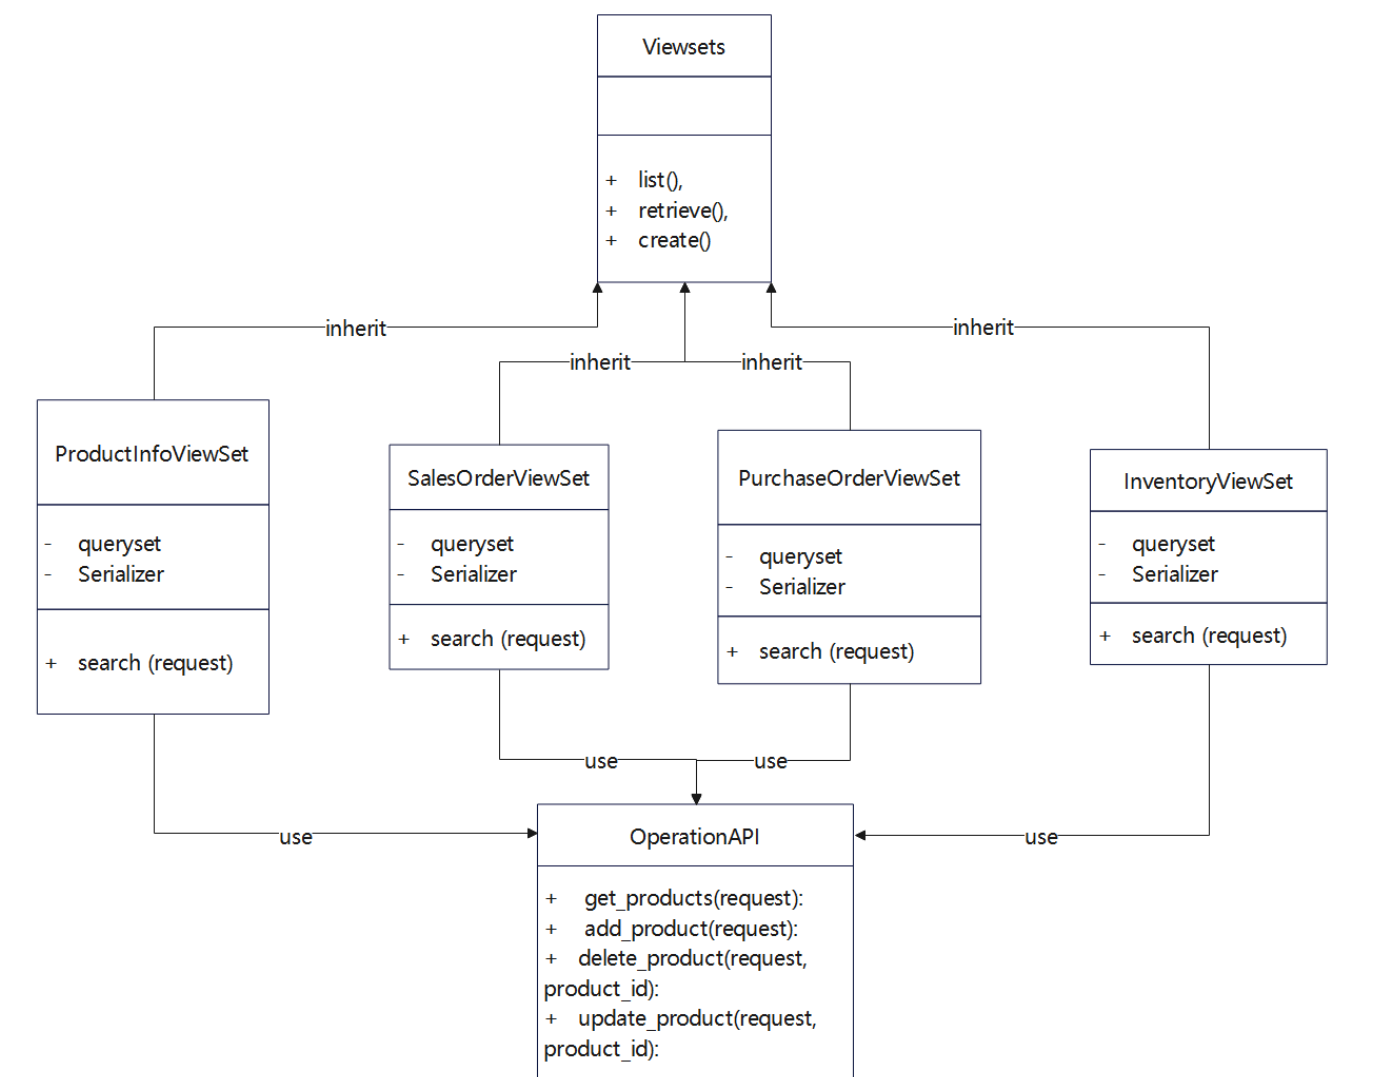 Viewsets
+ list(),
+ retrieve(),
+ create()
inherit
inherit
inherit
inherit
ProductInfoViewSet
- queryset
- Serializer
+ search (request)
SalesOrderViewSet
- queryset
- Serializer
+ search (request)
PurchaseOrderViewSet
- queryset
- Serializer
+ search (request)
InventoryViewSet
- queryset
- Serializer
+ search (request)
use
use
use
use
OperationAPI
+ get_products(request):
+ add_product(request):
+ delete_product(request,
product_id):
+ update_product(request,
product_id):